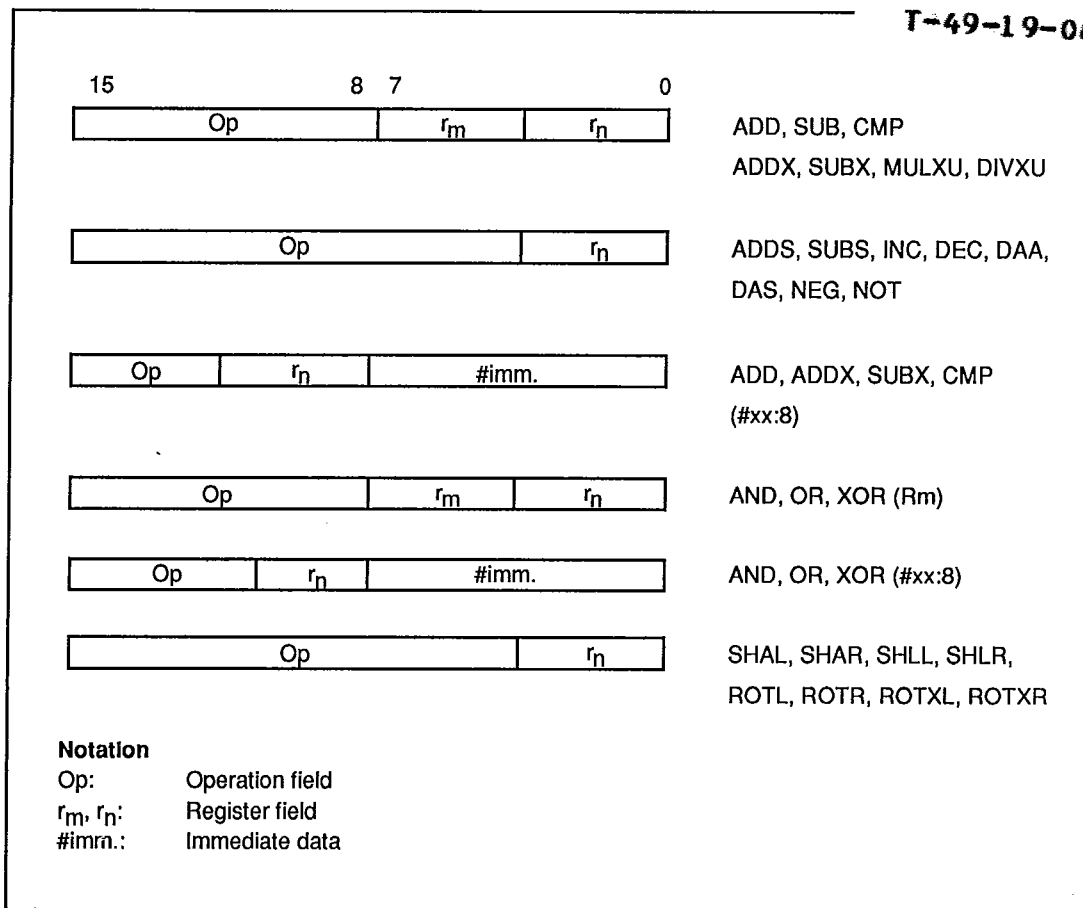 T-49-19-0
15 8 7 0
Op rm rn ADD, SUB, CMP
ADDX, SUBX, MULXU, DIVXU
Op rn ADDS, SUBS, INC, DEC, DAA,
DAS, NEG, NOT
Op rn #imm. ADD, ADDX, SUBX, CMP
(#xx:8)
Op rm rn AND, OR, XOR (Rm)
Op rn #imm. AND, OR, XOR (#xx:8)
Op rn SHAL, SHAR, SHLL, SHLR,
ROTL, ROTR, ROTXL, ROTXR
Notation
Op: Operation field
rm, rn: Register field
#imm.: Immediate data